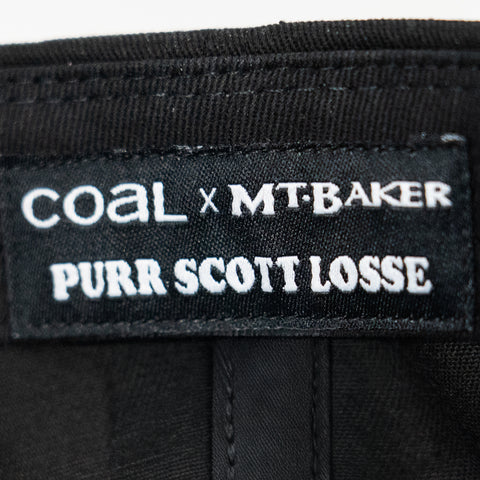 coaL x MT·BAKER
PURR SCOTT LOSSE